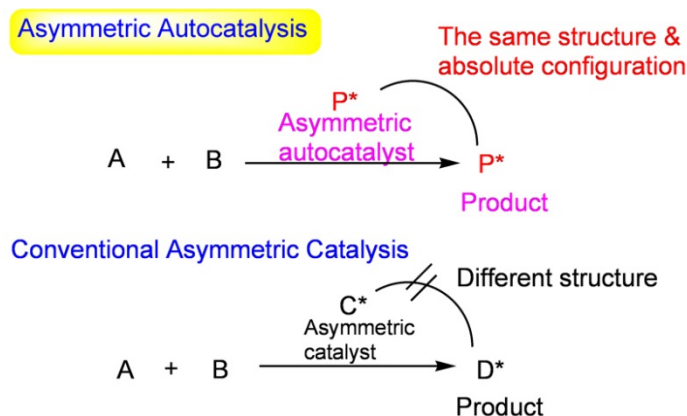 Asymmetric Autocatalysis
The same structure &
absolute configuration
P*
Asymmetric
autocatalyst
A + B
P*
Product
Conventional Asymmetric Catalysis
Different structure
C*
Asymmetric
catalyst
A + B
D*
Product